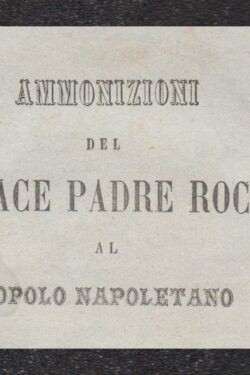 AMMONIZIONI
DEL
ACE PADRE ROC
AL
OPOLO NAPOLETANO